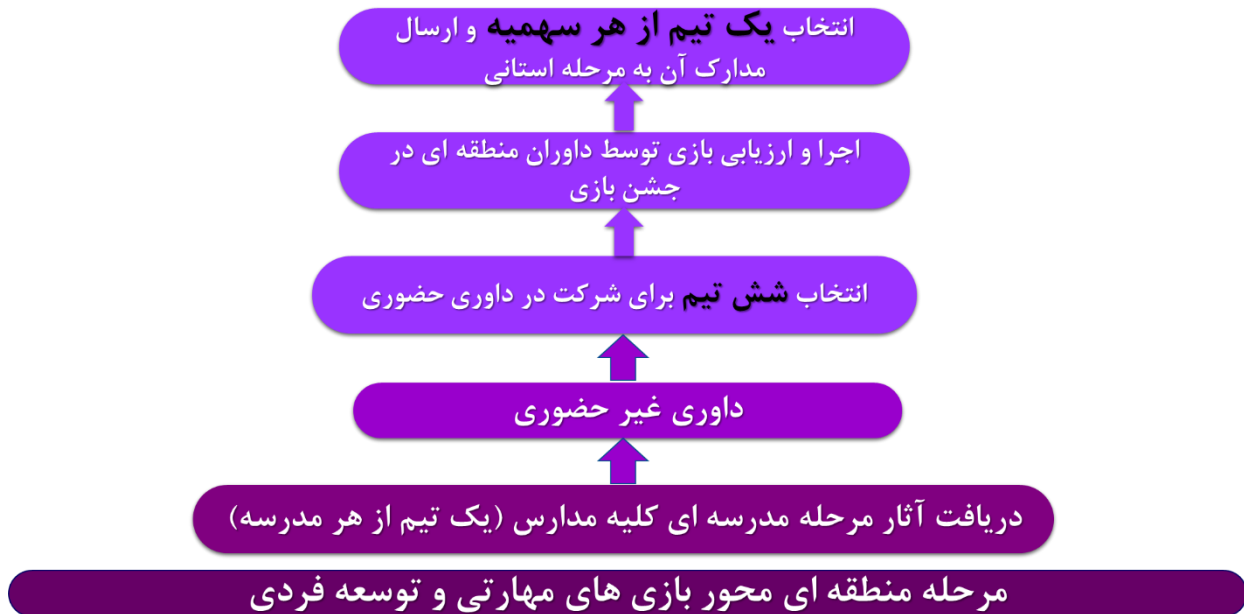 انتخاب یک تیم از هر سهمیه و ارسال
مدارک آن به مرحله استانی
اجرا و ارزیابی بازی توسط داوران منطقه ای در
جشن بازی
انتخاب شش تیم برای شرکت در داوری حضوری
داوری غیر حضوری
دریافت آثار مرحله مدرسه ای کلیه مدارس (یک تیم از هر مدرسه)
مرحله منطقه ای محور بازی های مهارتی و توسعه فردی